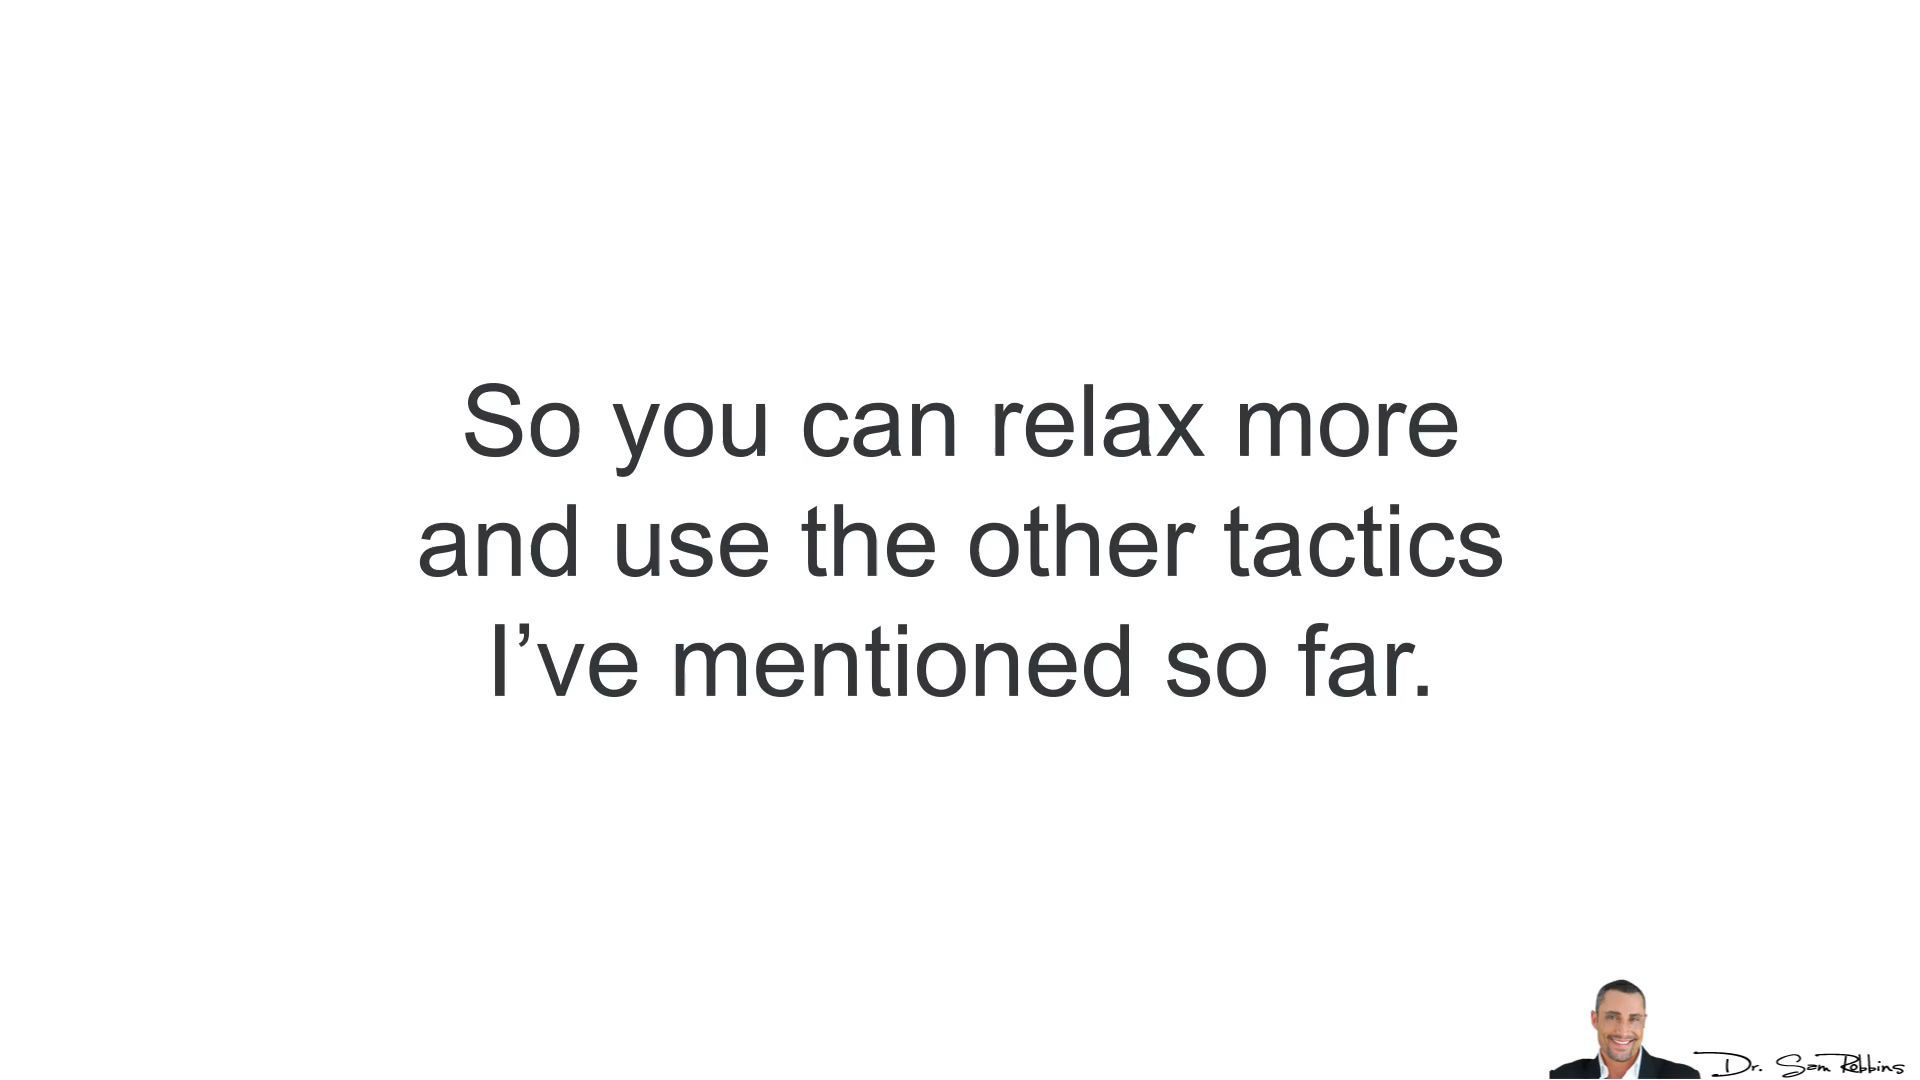 So you can relax more
and use the other tactics
I’ve mentioned so far.
Dr. Sam Robbins